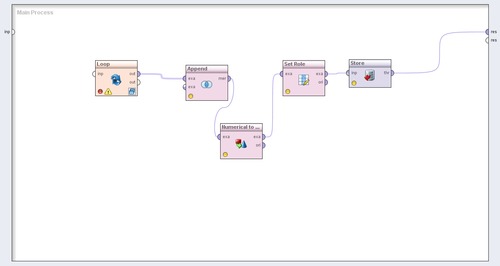 Main Process
inp
res
res
Loop
inp
out
out
Append
exa
exa
mer
Numerical to ...
exa
exa
ori
Set Role
exa
exa
ori
Store
inp
thr